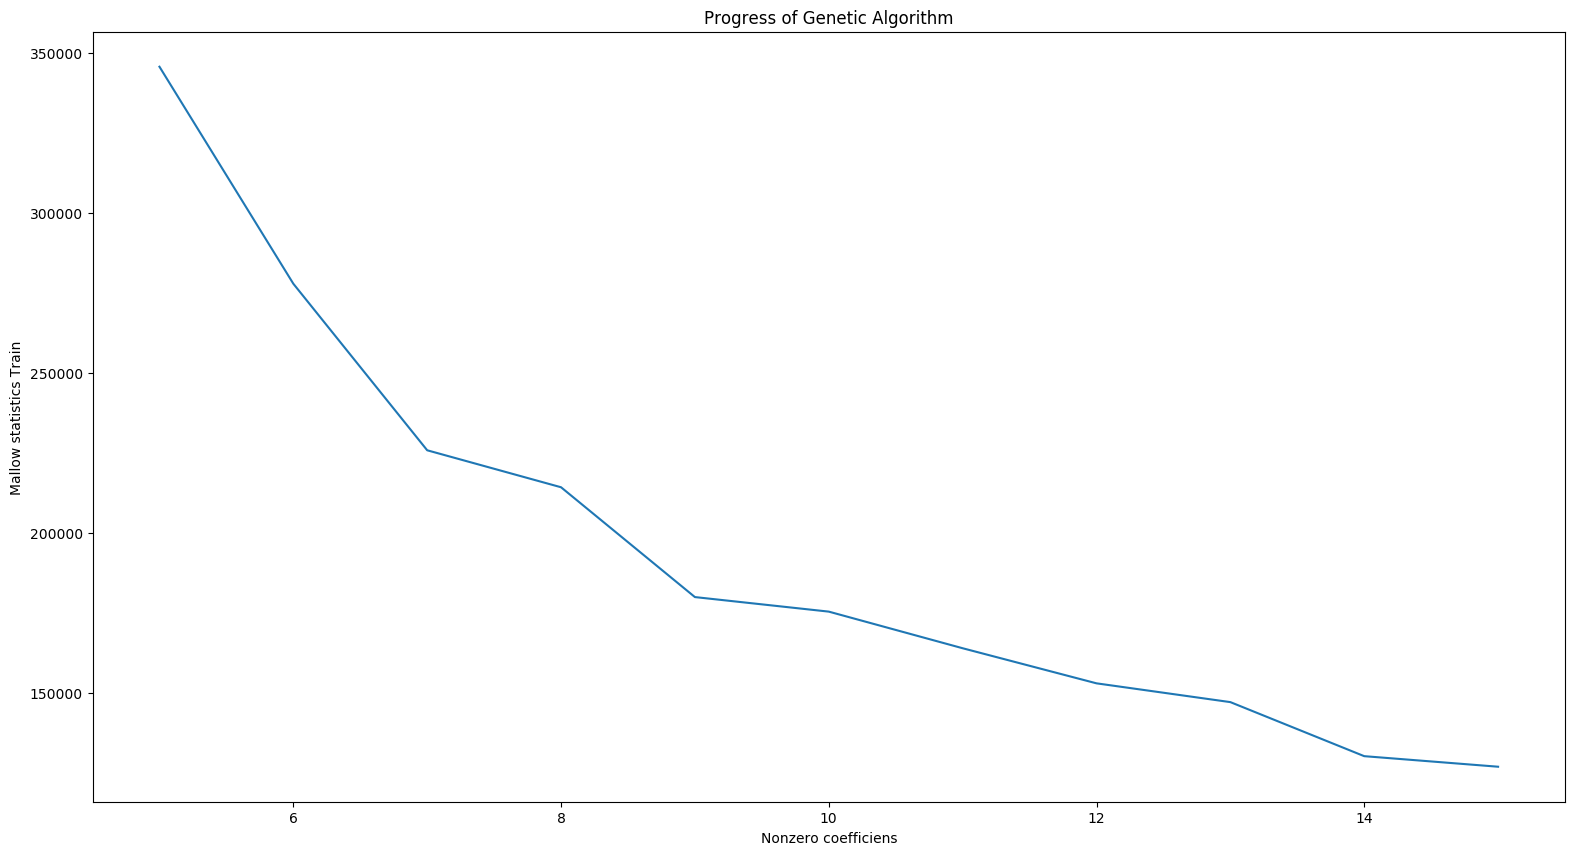 Progress of Genetic Algorithm
350000
300000
250000
200000
150000
Mallow statistics Train
6 8 10 12 14
Nonzero coefficiens